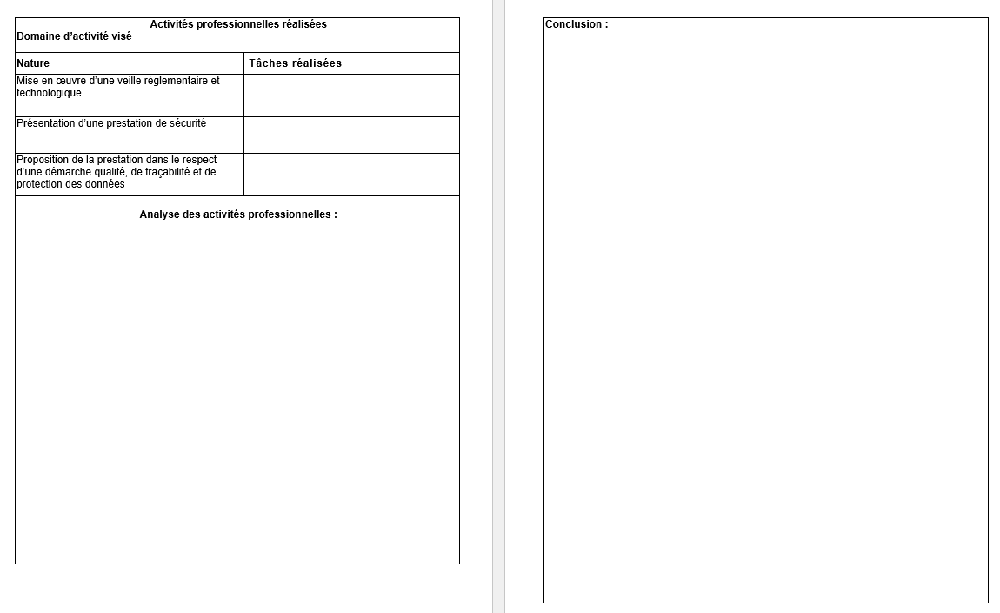 Activités professionnelles réalisées
Domaine d’activité visé
Nature
Tâches réalisées
Mise en œuvre d’une veille réglementaire et
technologique
Présentation d’une prestation de sécurité
Proposition de la prestation dans le respect
d’une démarche qualité, de traçabilité et de
protection des données
Analyse des activités professionnelles :
Conclusion :